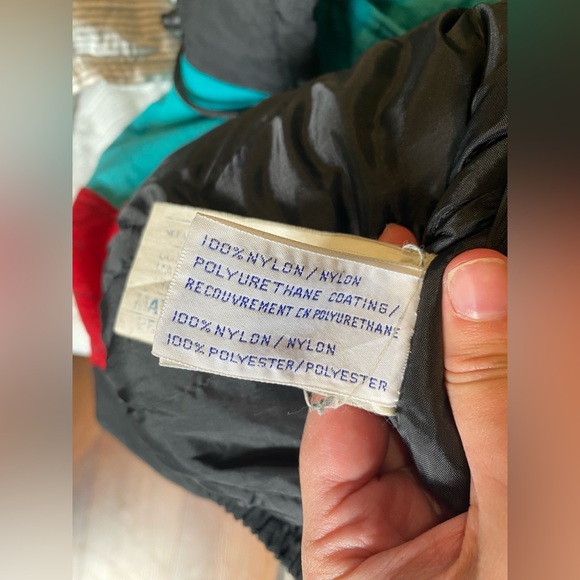 100% NYLON / NYLON
POLYURETHANE COATING /
RECOUVREMENT EN POLYURETHANE
100% NYLON / NYLON
100% POLYESTER / POLYESTER